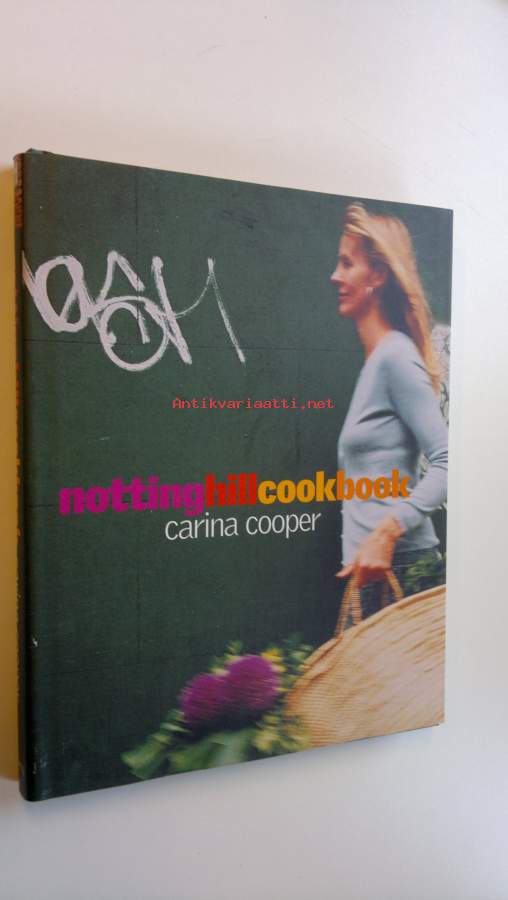 Antikvariaatti.net
nottinghillcookbook
carina cooper